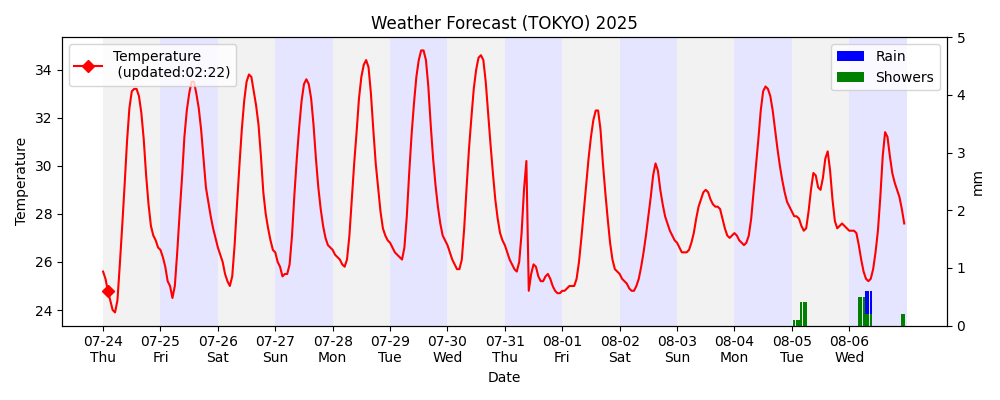 Weather Forecast (TOKYO) 2025
Temperature
(updated:02:22)
Rain
Showers
Temperature
34
32
30
28
26
24
5
4
3
2
1
0
mm
07-24 07-25 07-26 07-27 07-28 07-29 07-30 07-31 08-01 08-02 08-03 08-04 08-05 08-06
Thu Fri Sat Sun Mon Tue Wed Thu Fri Sat Sun Mon Tue Wed
Date